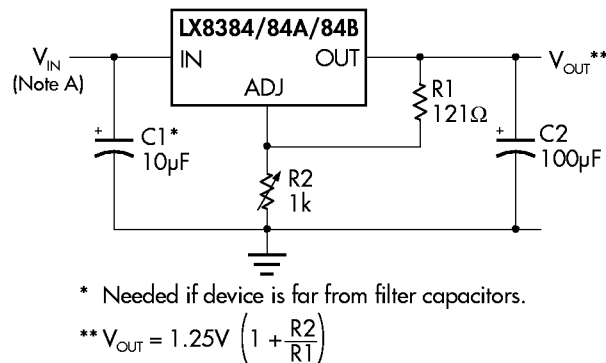 LX8384/84A/84B
V_IN
(Note A)
IN
OUT
V_OUT**
ADJ
R1
121Ω
+
C1*
10µF
R2
1k
+
C2
100µF
* Needed if device is far from filter capacitors.
** V_OUT = 1.25V (1 + R2/R1)